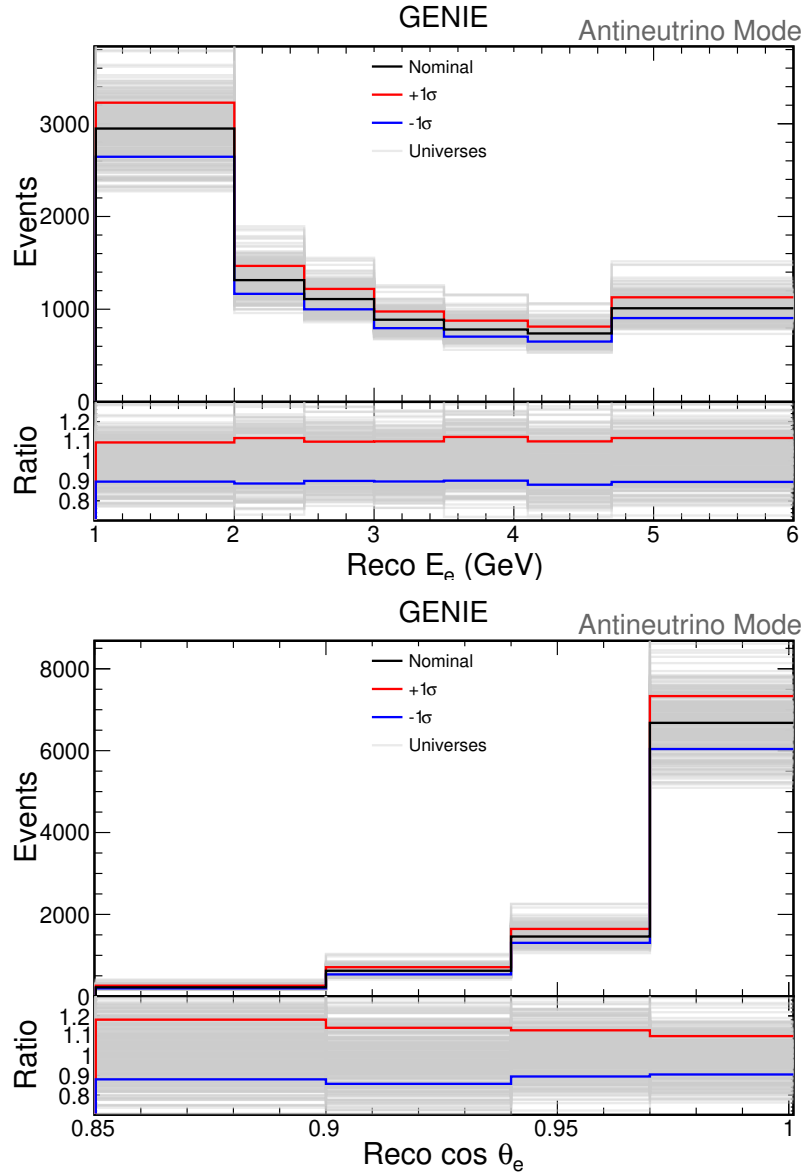 GENIE
Antineutrino Mode
Nominal
+1σ
-1σ
Universes
Events
3000
2000
1000
0
Ratio
1.2
1.1
1
0.9
0.8
1 2 3 4 5 6
Reco E_e (GeV)
GENIE
Antineutrino Mode
Nominal
+1σ
-1σ
Universes
Events
8000
6000
4000
2000
0
Ratio
1.2
1.1
1
0.9
0.8
0.85 0.9 0.95 1
Reco cos θ_e